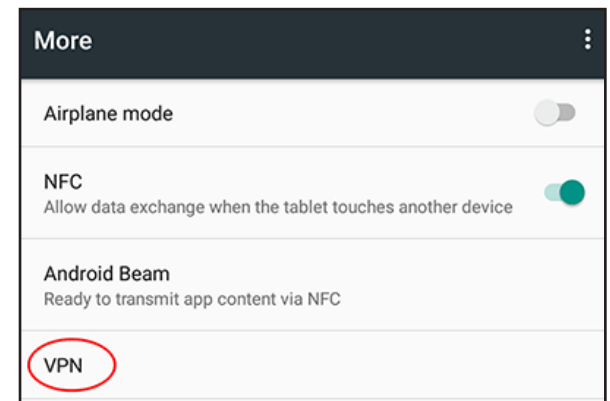 More
Airplane mode
NFC
Allow data exchange when the tablet touches another device
Android Beam
Ready to transmit app content via NFC
VPN